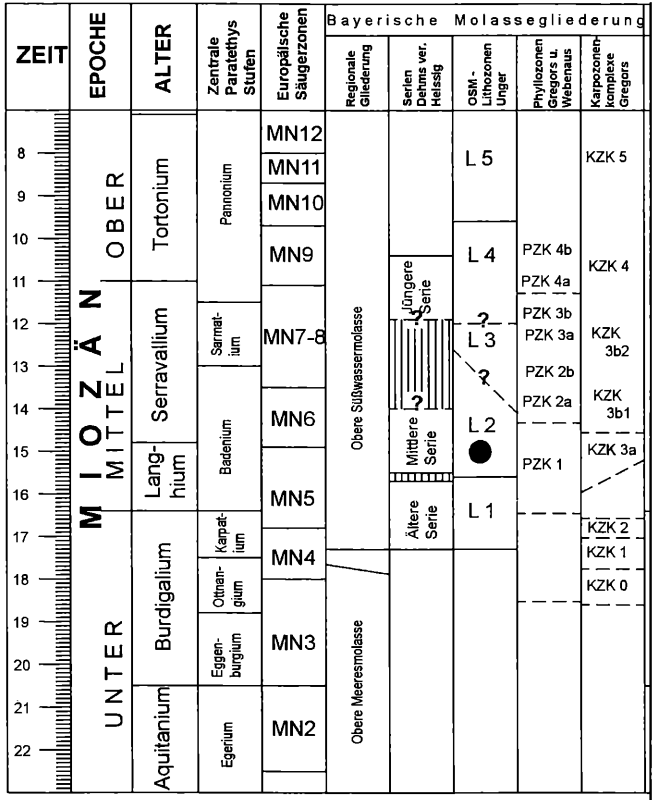 Bayerische Molassegliederung
ZEIT
EPOCHE
ALTER
Zentrale
Paratethys
Stufen
Europäische
Säugerzonen
Regionale
Gliederung
Serien
Dehms ver.
Heissig
OSM -
Lithozonen
Unger
Phyllozonen
Gregors u.
Webenaus
Karpozonen-
komplexe
Gregors
8
9
10
11
12
13
14
15
16
17
18
19
20
21
22
MIOZÄN
OBER
MITTEL
UNTER
Tortonium
Serravallium
Lang-
hium
Burdigalium
Aquitanium
Pannonium
Sarmat-
ium
Badenium
Karpat-
ium
Ottnan-
gium
Eggen-
burgium
Egerium
MN12
MN11
MN10
MN9
MN7-8
MN6
MN5
MN4
MN3
MN2
Obere Süßwassermolasse
Obere Meeresmolasse
Jüngere
Serie
?
?
Mittlere
Serie
Ältere
Serie
L 5
L 4
?
L 3
?
L 2
L 1
PZK 4b
PZK 4a
PZK 3b
PZK 3a
PZK 2b
PZK 2a
PZK 1
KZK 5
KZK 4
KZK
3b2
KZK
3b1
KZK 3a
KZK 2
KZK 1
KZK 0